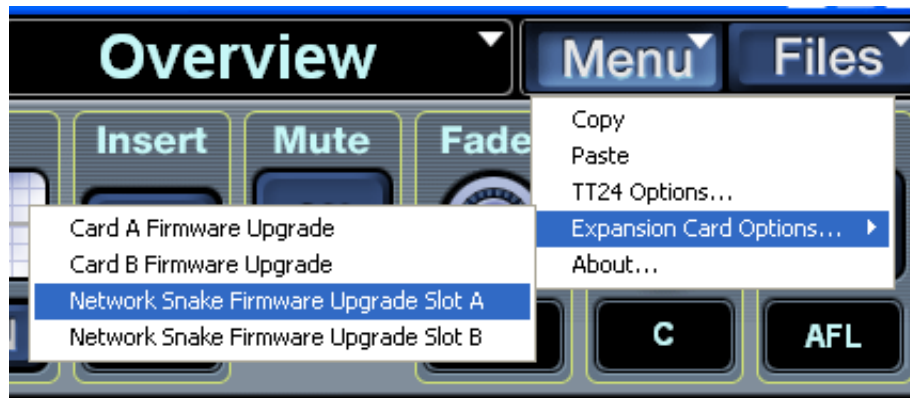 Overview
Menu
Files
Insert
Mute
Fade
Copy
Paste
TT24 Options...
Expansion Card Options...
About...
Card A Firmware Upgrade
Card B Firmware Upgrade
Network Snake Firmware Upgrade Slot A
Network Snake Firmware Upgrade Slot B
C
AFL